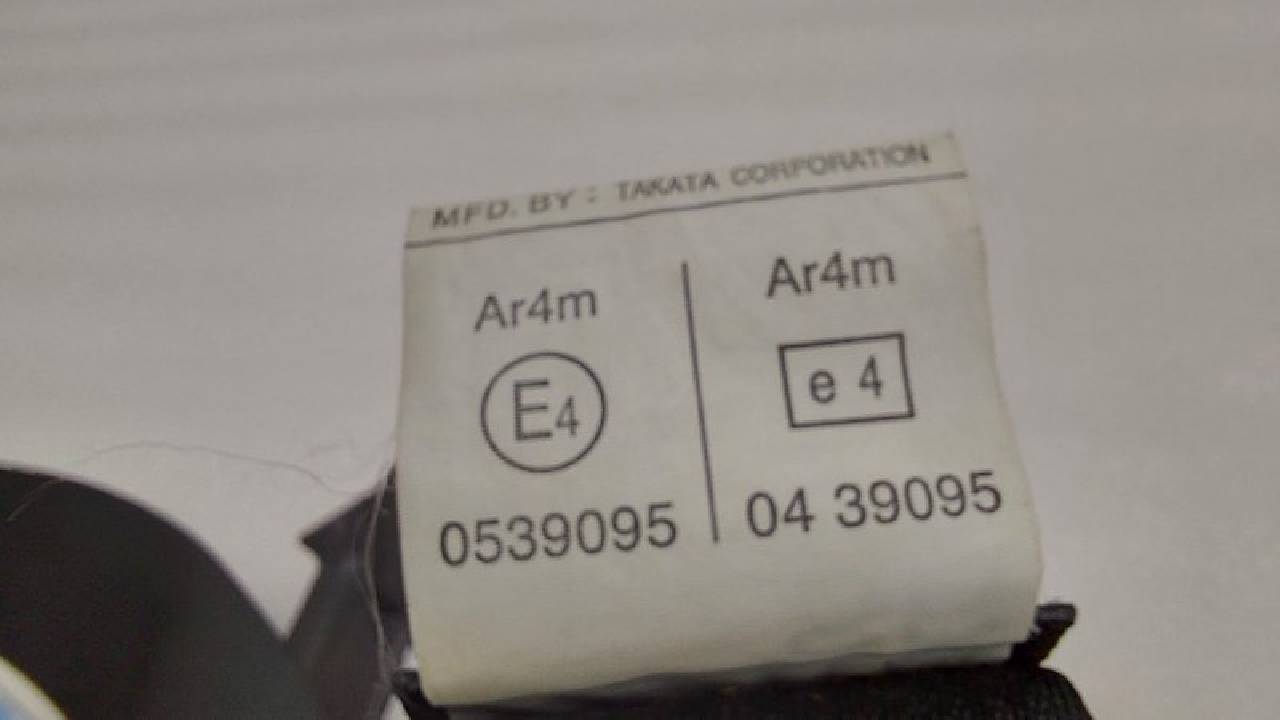 MFD. BY : TAKATA CORPORATION
Ar4m
E4
0539095
Ar4m
e 4
04 39095